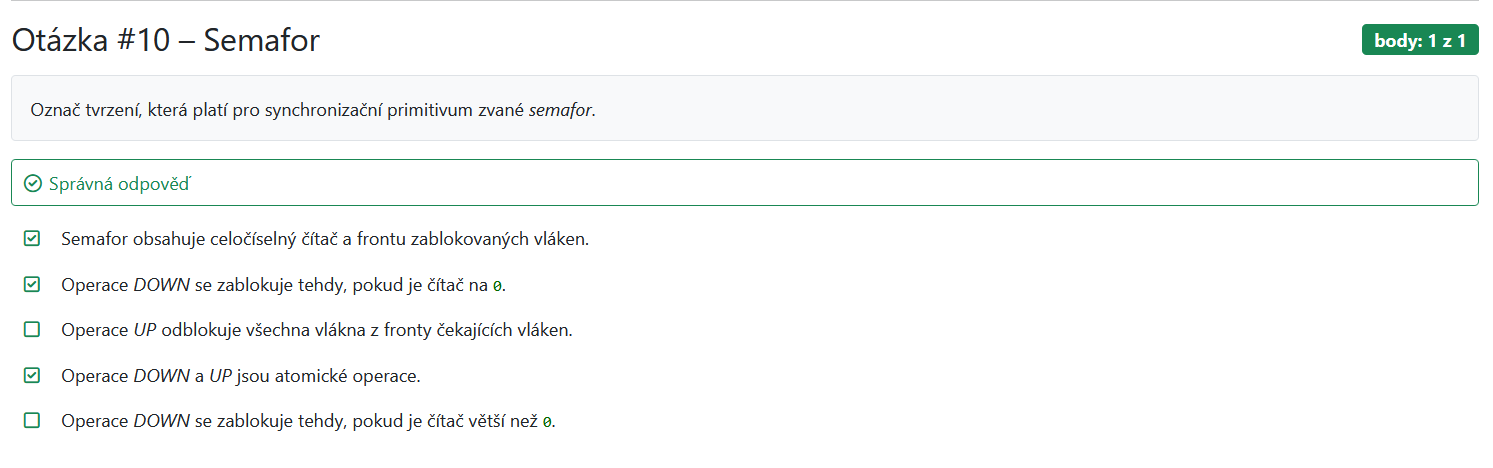 Otázka #10 – Semafor
body: 1 z 1
Označ tvrzení, která platí pro synchronizační primitivum zvané semafor.
Správná odpověď
Semafor obsahuje celočíselný čítač a frontu zablokovaných vláken.
Operace DOWN se zablokuje tehdy, pokud je čítač na 0.
Operace UP odblokuje všechna vlákna z fronty čekajících vláken.
Operace DOWN a UP jsou atomické operace.
Operace DOWN se zablokuje tehdy, pokud je čítač větší než 0.